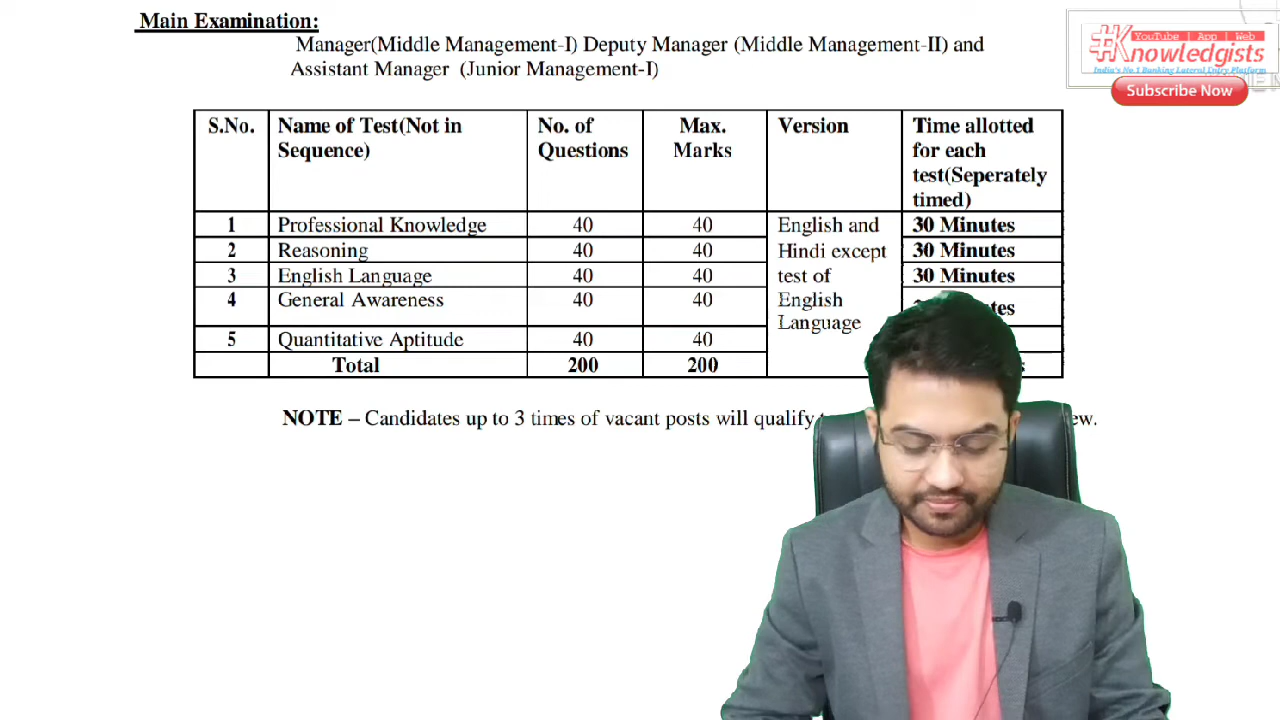 Main Examination:
Manager(Middle Management-I) Deputy Manager (Middle Management-II) and
Assistant Manager (Junior Management-I)
YouTube | App | Web
#Knowledgists
India's No.1 Banking Lateral Entry Platform
Subscribe Now
S.No. Name of Test(Not in Sequence) No. of Questions Max. Marks Version Time allotted for each test(Seperately timed)
1 Professional Knowledge 40 40 English and 30 Minutes
2 Reasoning 40 40 Hindi except 30 Minutes
3 English Language 40 40 test of 30 Minutes
4 General Awareness 40 40 English
Language
5 Quantitative Aptitude 40 40
Total 200 200
NOTE – Candidates up to 3 times of vacant posts will qualify